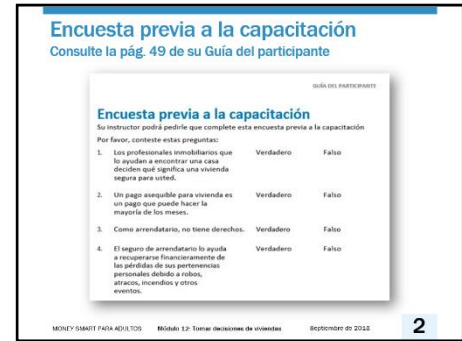 Encuesta previa a la capacitación
Consulte la pág. 49 de su Guía del participante
GUÍA DEL PARTICIPANTE
Encuesta previa a la capacitación
Su instructor podrá pedirle que complete esta encuesta previa a la capacitación
Por favor, conteste estas preguntas:
1. Los profesionales inmobiliarios que Verdadero Falso
lo ayudan a encontrar una casa
deciden qué significa una vivienda
segura para usted.
2. Un pago asequible para vivienda es Verdadero Falso
un pago que puede hacer la
mayoría de los meses.
3. Como arrendatario, no tiene derechos. Verdadero Falso
4. El seguro de arrendatario lo ayuda Verdadero Falso
a recuperarse financieramente de
las pérdidas de sus pertenencias
personales debido a robos,
atracos, incendios y otros
eventos.
MONEY SMART PARA ADULTOS Módulo 12: Tomar decisiones de viviendas Septiembre de 2018 2